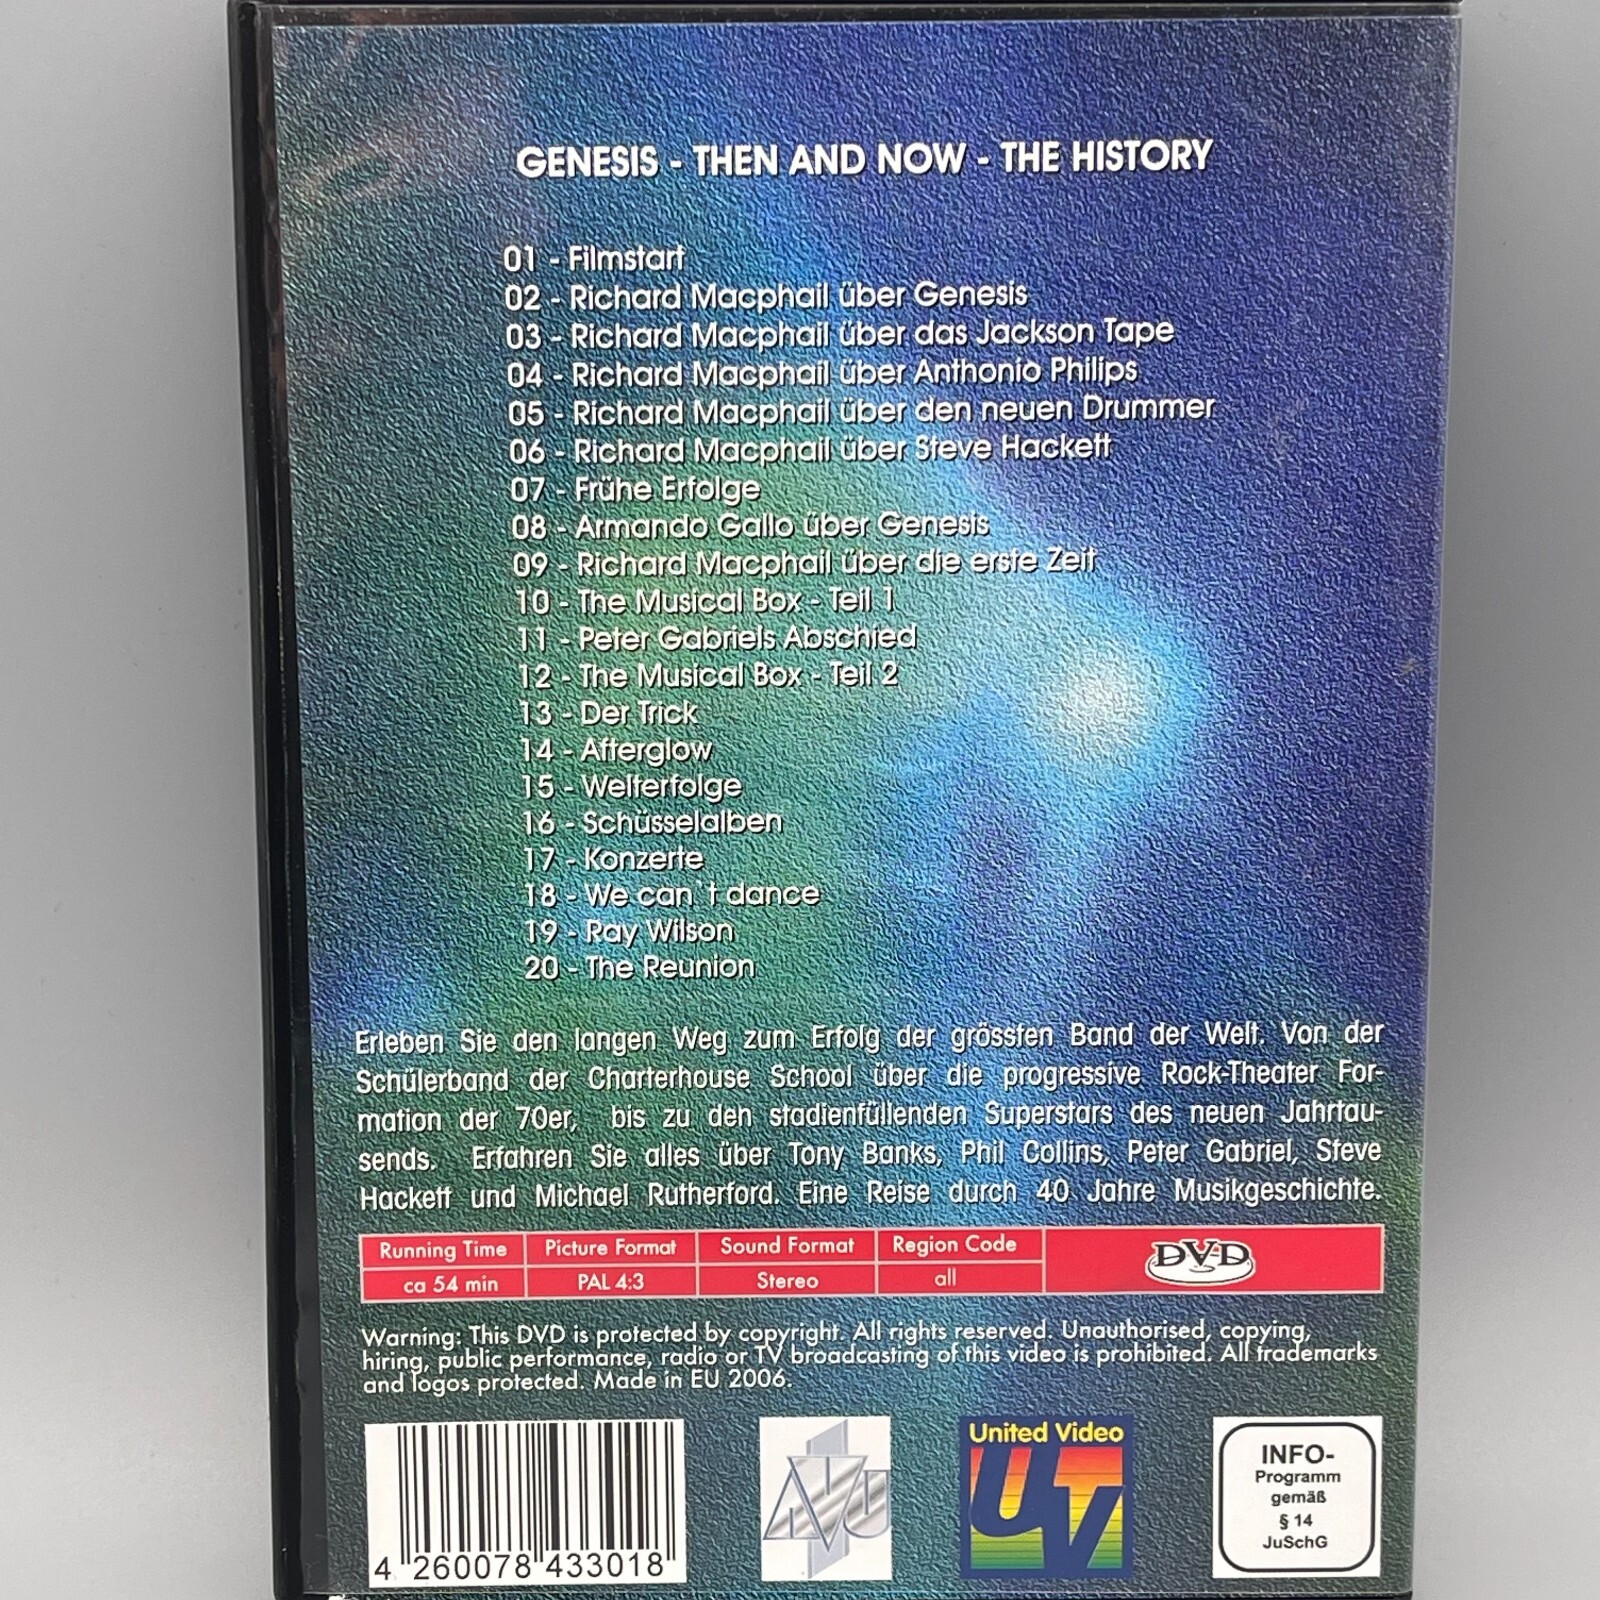 GENESIS - THEN AND NOW - THE HISTORY
01 - Filmstart
02 - Richard Macphail über Genesis
03 - Richard Macphail über das Jackson Tape
04 - Richard Macphail über Anthonio Philips
05 - Richard Macphail über den neuen Drummer
06 - Richard Macphail über Steve Hackett
07 - Frühe Erfolge
08 - Armando Gallo über Genesis
09 - Richard Macphail über die erste Zeit
10 - The Musical Box - Teil 1
11 - Peter Gabriels Abschied
12 - The Musical Box - Teil 2
13 - Der Trick
14 - Afterglow
15 - Welterfolge
16 - Schüsselalben
17 - Konzerte
18 - We can´t dance
19 - Ray Wilson
20 - The Reunion
Erleben Sie den langen Weg zum Erfolg der grössten Band der Welt. Von der
Schülerband der Charterhouse School über die progressive Rock-Theater For-
mation der 70er, bis zu den stadienfüllenden Superstars des neuen Jahrtau-
sends. Erfahren Sie alles über Tony Banks, Phil Collins, Peter Gabriel, Steve
Hackett und Michael Rutherford. Eine Reise durch 40 Jahre Musikgeschichte.
Running Time Picture Format Sound Format Region Code
ca 54 min PAL 4:3 Stereo all
DVD
Warning: This DVD is protected by copyright. All rights reserved. Unauthorised, copying,
hiring, public performance, radio or TV broadcasting of this video is prohibited. All trademarks
and logos protected. Made in EU 2006.
4 260078 433018
United Video
UV
INFO-
Programm
gemäß
§ 14
JuSchG